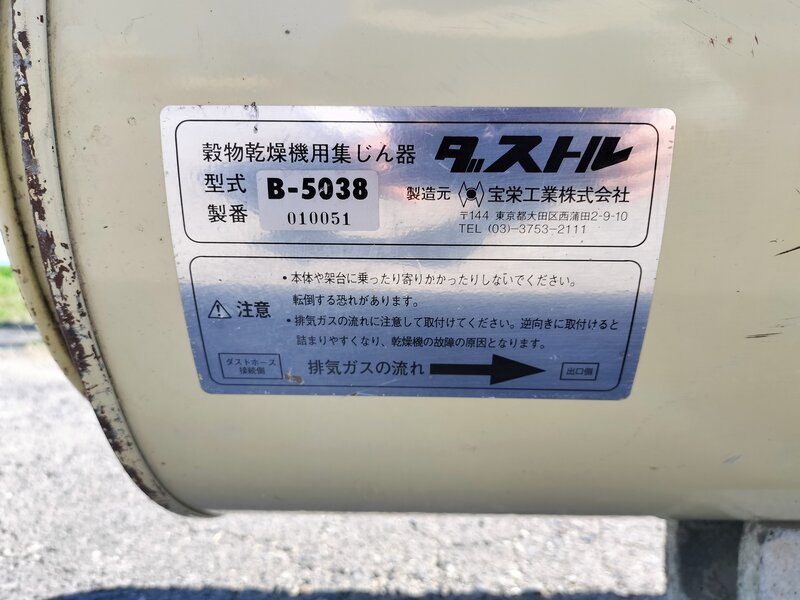 穀物乾燥機用集じん器 ダストル
型式 B-5038
製番 010051
製造元 宝栄工業株式会社
〒144 東京都大田区西蒲田2-9-10
TEL (03)-3753-2111
⚠ 注意
・本体や架台に乗ったり寄りかかったりしないでください。
転倒する恐れがあります。
・排気ガスの流れに注意して取付けてください。逆向きに取付けると
詰まりやすくなり、乾燥機の故障の原因となります。
ダストホース
接続側
排気ガスの流れ
出口側